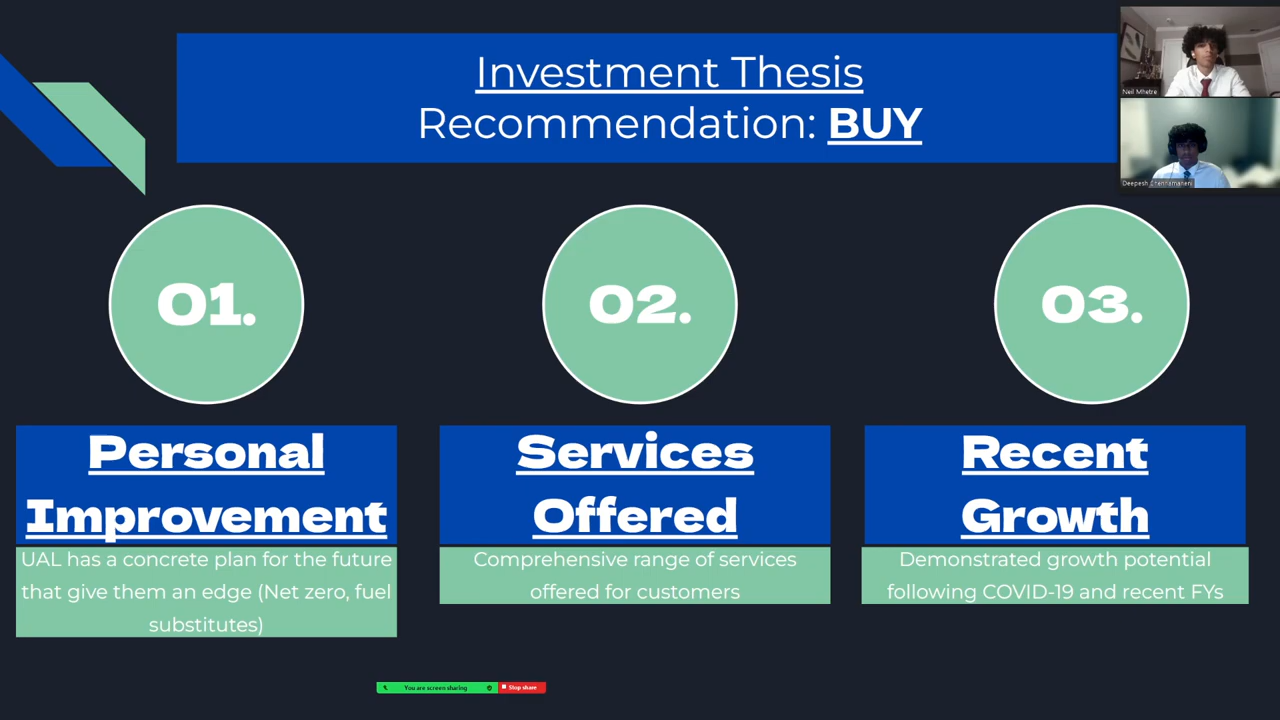 Investment Thesis
Recommendation: BUY
Neil Mhetre
Deepesh
01.
02.
03.
Personal
Improvement
UAL has a concrete plan for the future
that give them an edge (Net zero, fuel
substitutes)
Services
Offered
Comprehensive range of services
offered for customers
Recent
Growth
Demonstrated growth potential
following COVID-19 and recent FYs
You are screen sharing
Stop share